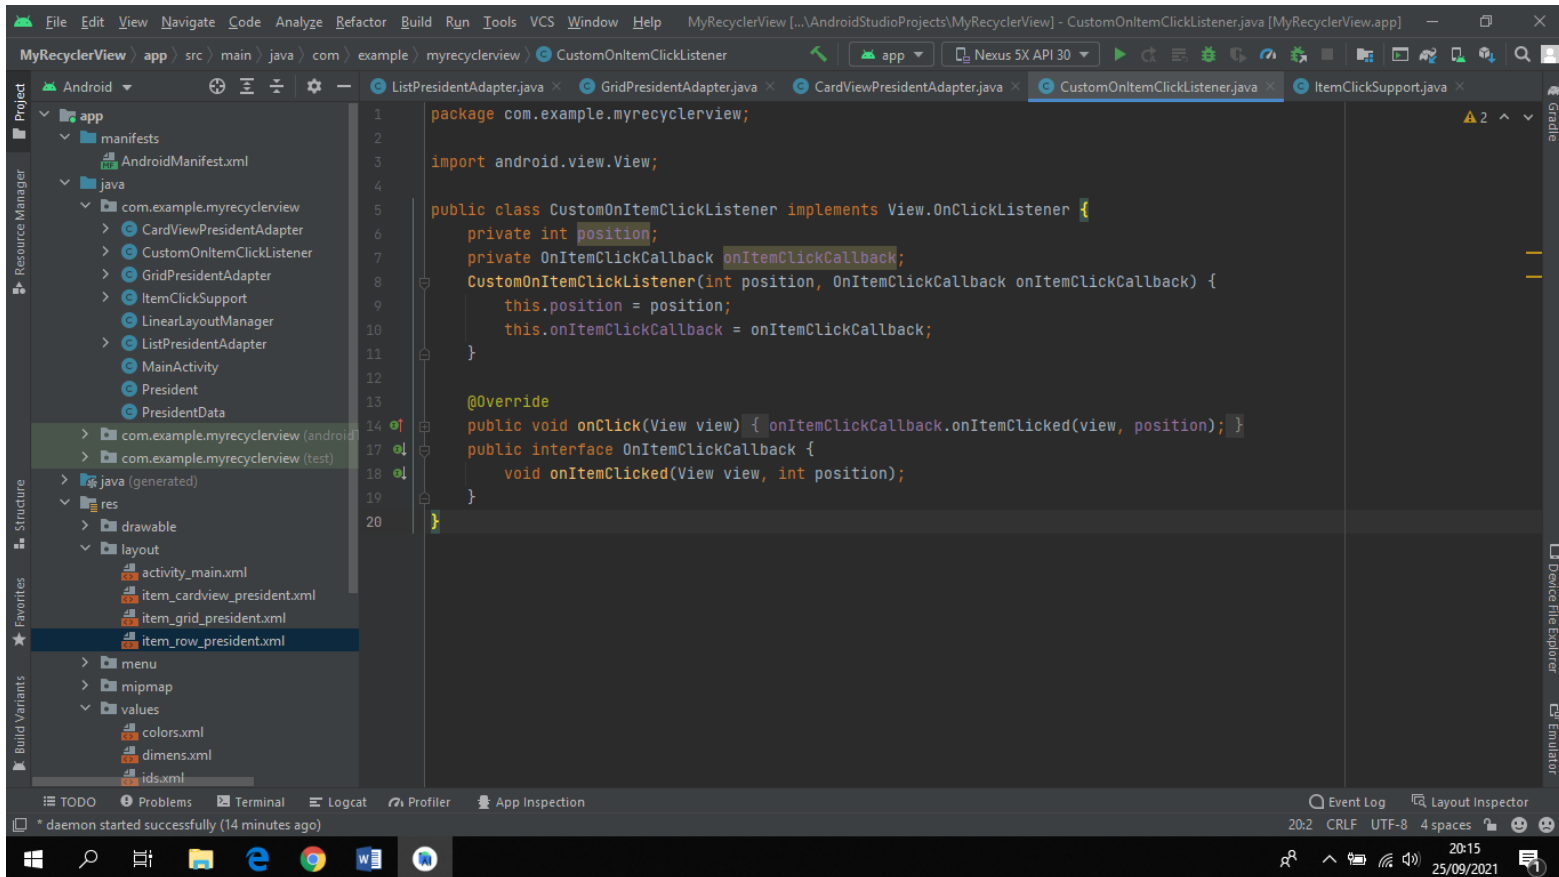 File Edit View Navigate Code Analyze Refactor Build Run Tools VCS Window Help MyRecyclerView [...\AndroidStudioProjects\MyRecyclerView] - CustomOnItemClickListener.java [MyRecyclerView.app]
MyRecyclerView app src main java com example myrecyclerview CustomOnItemClickListener app Nexus 5X API 30
Android
ListPresidentAdapter.java GridPresidentAdapter.java CardViewPresidentAdapter.java CustomOnItemClickListener.java ItemClickSupport.java
Project
Resource Manager
Structure
Favorites
Build Variants
app
manifests
AndroidManifest.xml
java
com.example.myrecyclerview
CardViewPresidentAdapter
CustomOnItemClickListener
GridPresidentAdapter
ItemClickSupport
LinearLayoutManager
ListPresidentAdapter
MainActivity
President
PresidentData
com.example.myrecyclerview (android
com.example.myrecyclerview (test)
java (generated)
res
drawable
layout
activity_main.xml
item_cardview_president.xml
item_grid_president.xml
item_row_president.xml
menu
mipmap
values
colors.xml
dimens.xml
ids.xml
1 package com.example.myrecyclerview;
2
3 import android.view.View;
4
5 public class CustomOnItemClickListener implements View.OnClickListener {
6 private int position;
7 private OnItemClickCallback onItemClickCallback;
8 CustomOnItemClickListener(int position, OnItemClickCallback onItemClickCallback) {
9 this.position = position;
10 this.onItemClickCallback = onItemClickCallback;
11 }
12
13 @Override
14 public void onClick(View view) { onItemClickCallback.onItemClicked(view, position); }
17 public interface OnItemClickCallback {
18 void onItemClicked(View view, int position);
19 }
20 }
2
Gradle
Device File Explorer
Emulator
TODO Problems Terminal Logcat Profiler App Inspection Event Log Layout Inspector
* daemon started successfully (14 minutes ago) 20:2 CRLF UTF-8 4 spaces
20:15
25/09/2021
1